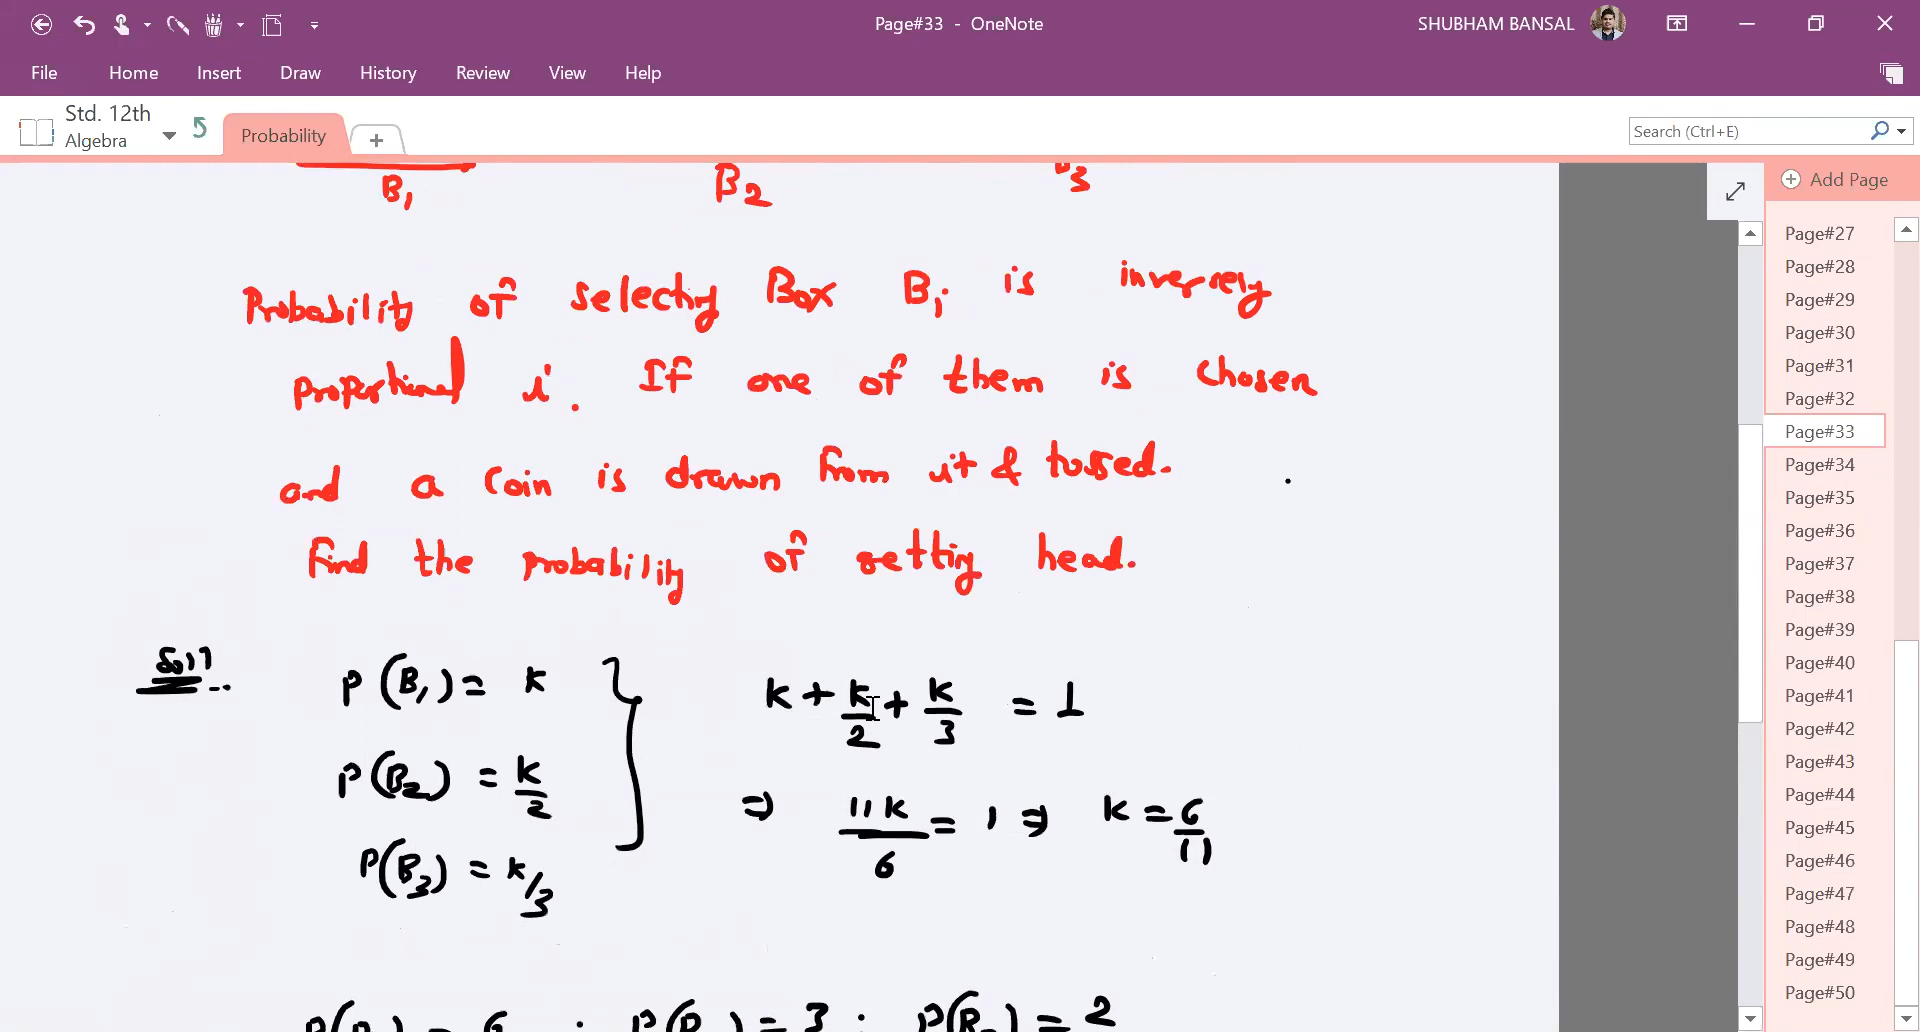 Page#33 - OneNote
SHUBHAM BANSAL
File Home Insert Draw History Review View Help
Std. 12th
Algebra
Probability
+
Search (Ctrl+E)
Add Page
B₁ B₂ B₃
Probability of selecting Box Bᵢ is inversely
proportional i. If one of them is chosen
and a coin is drawn from it & tossed.
Find the probability of getting head.
Solⁿ
P(B₁) = k
P(B₂) = k/2
P(B₃) = k/3
k + k/2 + k/3 = 1
⇒ 11k/6 = 1 ⇒ k = 6/11
Page#27
Page#28
Page#29
Page#30
Page#31
Page#32
Page#33
Page#34
Page#35
Page#36
Page#37
Page#38
Page#39
Page#40
Page#41
Page#42
Page#43
Page#44
Page#45
Page#46
Page#47
Page#48
Page#49
Page#50